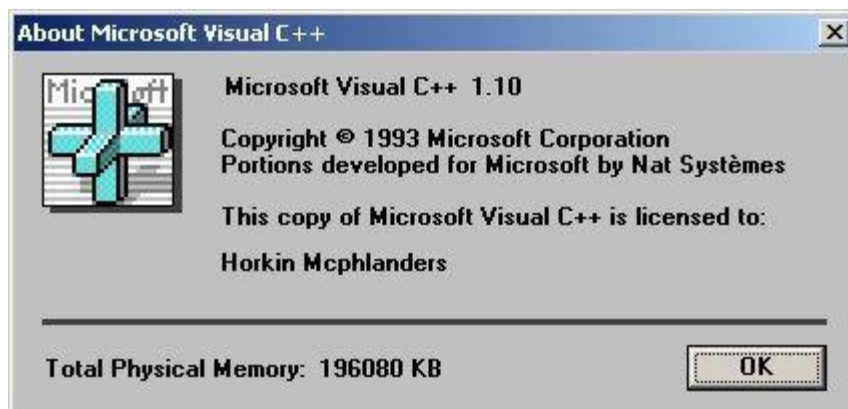 About Microsoft Visual C++
Microsoft Visual C++ 1.10
Copyright © 1993 Microsoft Corporation
Portions developed for Microsoft by Nat Systèmes
This copy of Microsoft Visual C++ is licensed to:
Horkin Mcphlanders
Total Physical Memory: 196080 KB
OK